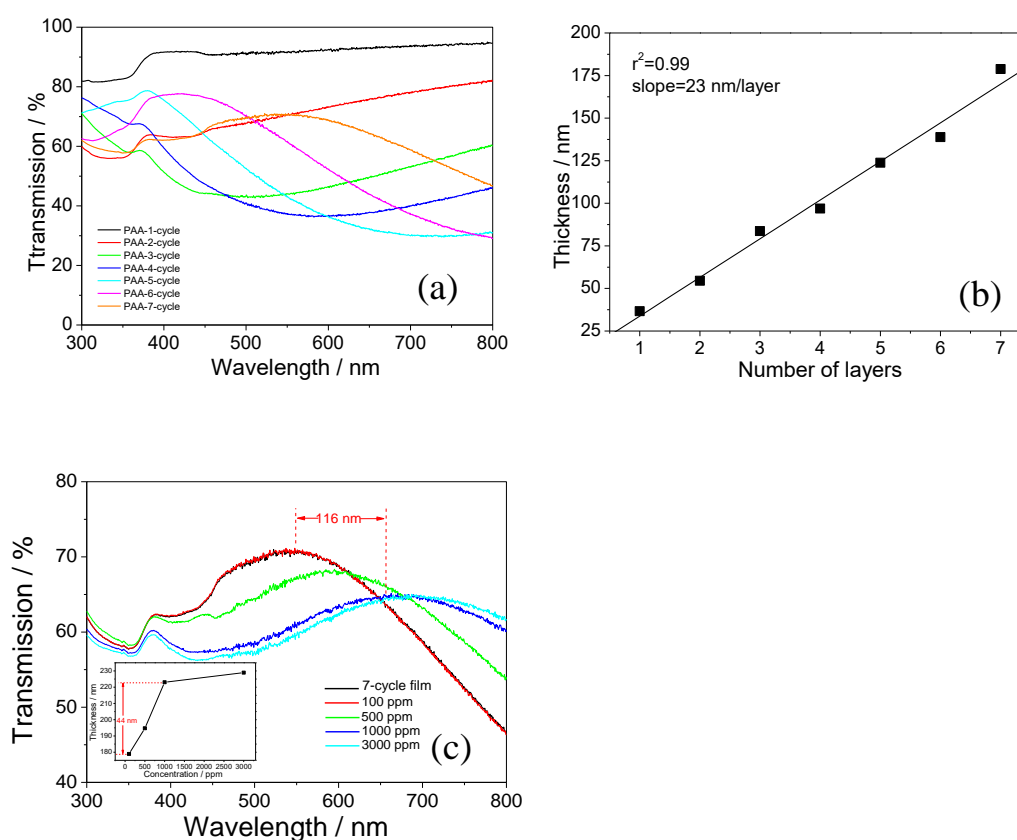 100
80
60
40
20
0
300 400 500 600 700 800
Ttransmission / %
Wavelength / nm
PAA-1-cycle
PAA-2-cycle
PAA-3-cycle
PAA-4-cycle
PAA-5-cycle
PAA-6-cycle
PAA-7-cycle
(a)
200
175
150
125
100
75
50
25
1 2 3 4 5 6 7
Thickness / nm
Number of layers
r²=0.99
slope=23 nm/layer
(b)
80
70
60
50
40
300 400 500 600 700 800
Transmission / %
Wavelength / nm
116 nm
7-cycle film
100 ppm
500 ppm
1000 ppm
3000 ppm
(c)
230
220
210
200
190
180
0 500 1000 1500 2000 2500 3000
Thickness / nm
Concentration / ppm
44 nm